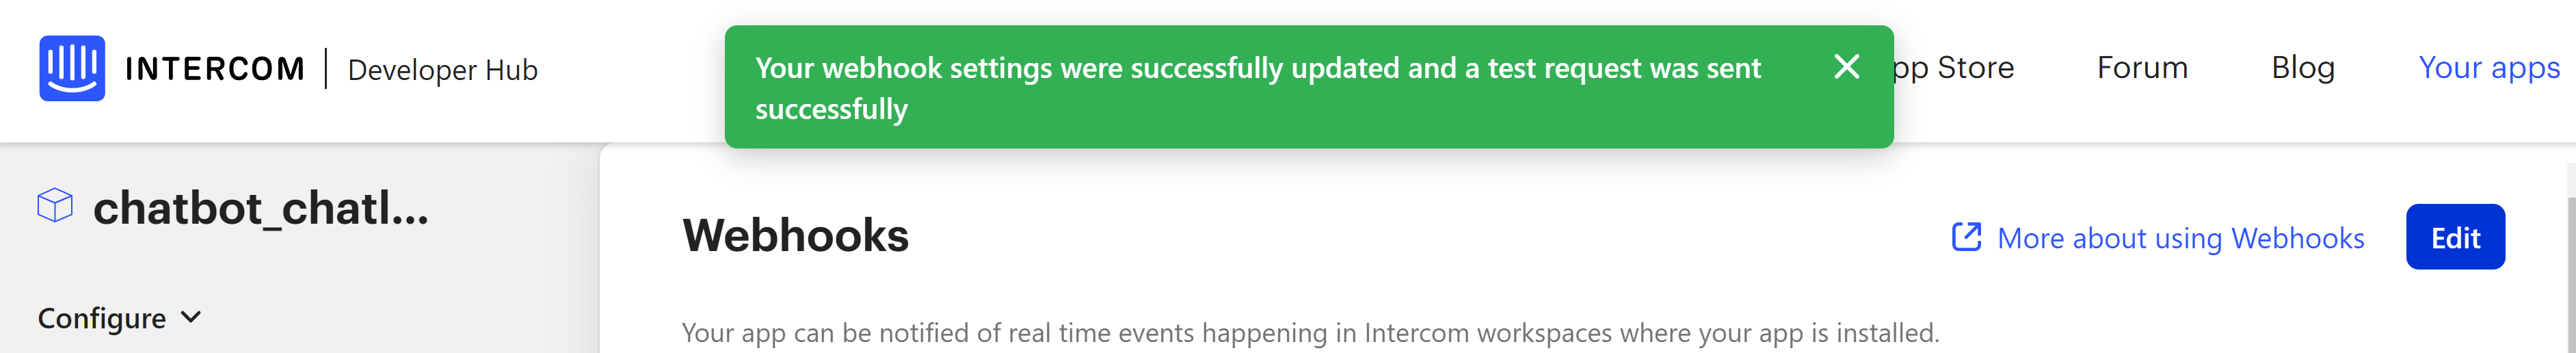 INTERCOM | Developer Hub
Your webhook settings were successfully updated and a test request was sent
successfully
pp Store
Forum
Blog
Your apps
chatbot_chatl...
Configure
Webhooks
More about using Webhooks
Edit
Your app can be notified of real time events happening in Intercom workspaces where your app is installed.